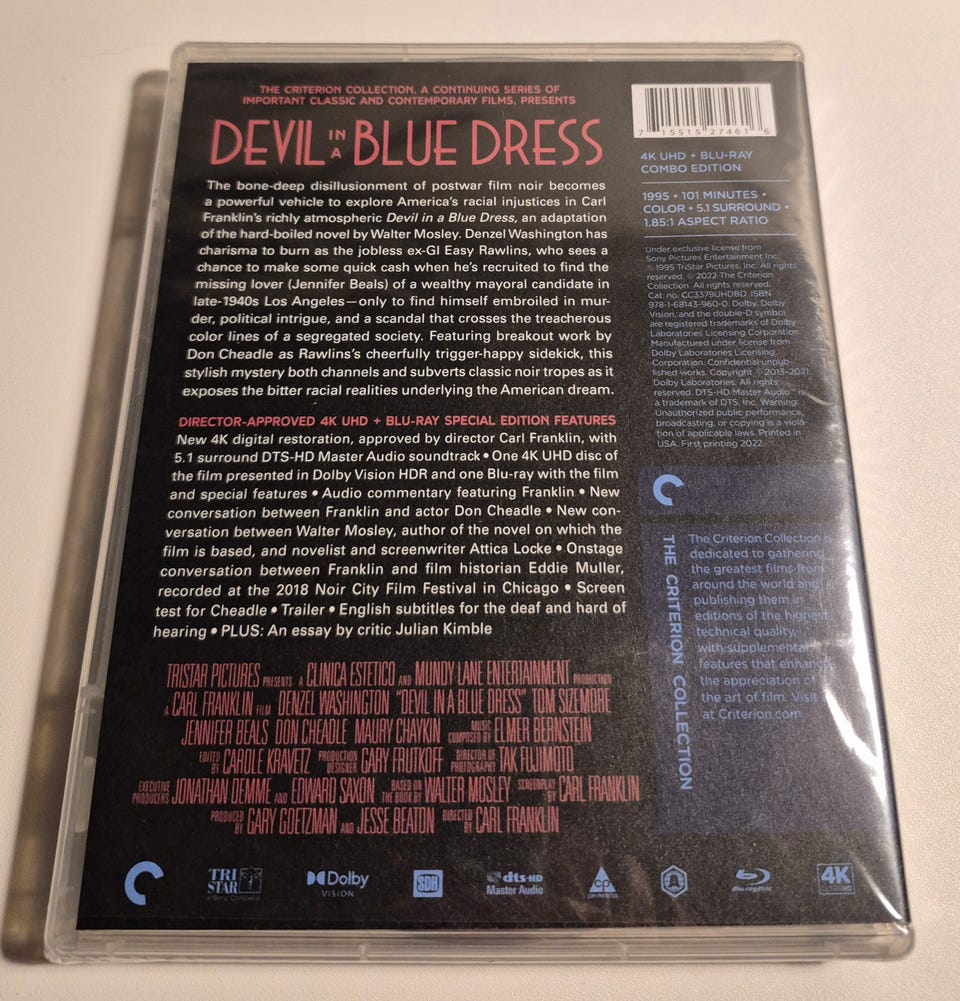 THE CRITERION COLLECTION, A CONTINUING SERIES OF
IMPORTANT CLASSIC AND CONTEMPORARY FILMS, PRESENTS
DEVIL IN A BLUE DRESS
The bone-deep disillusionment of postwar film noir becomes
a powerful vehicle to explore America's racial injustices in Carl
Franklin's richly atmospheric Devil in a Blue Dress, an adaptation
of the hard-boiled novel by Walter Mosley. Denzel Washington has
charisma to burn as the jobless ex-GI Easy Rawlins, who sees a
chance to make some quick cash when he's recruited to find the
missing lover (Jennifer Beals) of a wealthy mayoral candidate in
late-1940s Los Angeles—only to find himself embroiled in mur-
der, political intrigue, and a scandal that crosses the treacherous
color lines of a segregated society. Featuring breakout work by
Don Cheadle as Rawlins's cheerfully trigger-happy sidekick, this
stylish mystery both channels and subverts classic noir tropes as it
exposes the bitter racial realities underlying the American dream.
DIRECTOR-APPROVED 4K UHD + BLU-RAY SPECIAL EDITION FEATURES
New 4K digital restoration, approved by director Carl Franklin, with
5.1 surround DTS-HD Master Audio soundtrack • One 4K UHD disc of
the film presented in Dolby Vision HDR and one Blu-ray with the film
and special features • Audio commentary featuring Franklin • New
conversation between Franklin and actor Don Cheadle • New con-
versation between Walter Mosley, author of the novel on which the
film is based, and novelist and screenwriter Attica Locke • Onstage
conversation between Franklin and film historian Eddie Muller,
recorded at the 2018 Noir City Film Festival in Chicago • Screen
test for Cheadle • Trailer • English subtitles for the deaf and hard of
hearing • PLUS: An essay by critic Julian Kimble
TRISTAR PICTURES PRESENTS A CLINICA ESTETICO AND MUNDY LANE ENTERTAINMENT PRODUCTION
A CARL FRANKLIN FILM DENZEL WASHINGTON "DEVIL IN A BLUE DRESS" TOM SIZEMORE
JENNIFER BEALS DON CHEADLE MAURY CHAYKIN MUSIC COMPOSED BY ELMER BERNSTEIN
EDITED BY CAROLE KRAVETZ PRODUCTION DESIGNER GARY FRUTKOFF DIRECTOR OF PHOTOGRAPHY TAK FUJIMOTO
EXECUTIVE PRODUCERS JONATHAN DEMME AND EDWARD SAXON BASED ON THE BOOK BY WALTER MOSLEY SCREENPLAY BY CARL FRANKLIN
PRODUCED BY GARY GOETZMAN AND JESSE BEATON DIRECTED BY CARL FRANKLIN
7 15515 27461 6
4K UHD + BLU-RAY
COMBO EDITION
1995 • 101 MINUTES •
COLOR • 5.1 SURROUND •
1.85:1 ASPECT RATIO
Under exclusive license from
Sony Pictures Entertainment Inc.
© 1995 TriStar Pictures, Inc. All rights
reserved. © 2022 The Criterion
Collection. All rights reserved.
Cat. no. CC3379UHDBD. ISBN
978-1-68143-960-0. Dolby, Dolby
Vision, and the double-D symbol
are registered trademarks of Dolby
Laboratories Licensing Corporation.
Manufactured under license from
Dolby Laboratories Licensing
Corporation. Confidential unpub-
lished works. Copyright © 2013–2021
Dolby Laboratories. All rights
reserved. DTS-HD Master Audio™ is
a trademark of DTS, Inc. Warning:
Unauthorized public performance,
broadcasting, or copying is a viola-
tion of applicable laws. Printed in
USA. First printing 2022.
THE CRITERION COLLECTION
The Criterion Collection is
dedicated to gathering
the greatest films from
around the world and
publishing them in
editions of the highest
technical quality,
with supplemental
features that enhance
the appreciation of
the art of film. Visit
us at Criterion.com
TRI STAR
a Sony Company
Dolby VISION
SDH
dts-HD Master Audio
CP
Blu-ray Disc
4K ULTRA HD